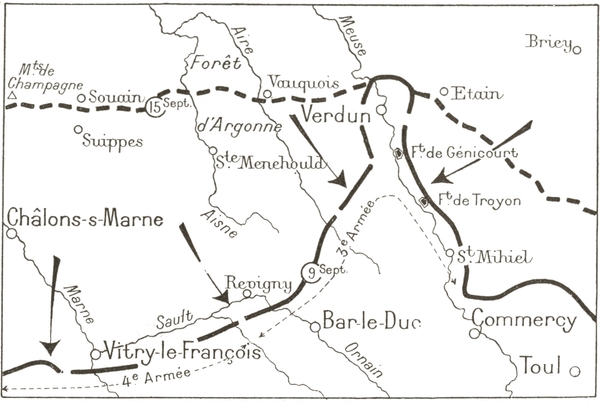 Aire
Meuse
Briey
Mts de
Champagne
Forêt
Vauquois
Souain
15 Sept.
Etain
Verdun
Suippes
d'Argonne
Ft. de Génicourt
Ste Menehould
Ft. de Troyon
Aisne
Châlons-s-Marne
3e Armée
St. Mihiel
9 Sept.
Marne
Revigny
Sault
Bar-le-Duc
Commercy
Vitry-le-François
Ornain
Toul
4e Armée